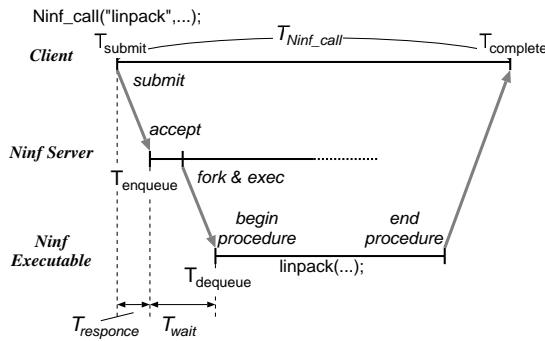 Ninf_call("linpack",...);
T_submit
T_Ninf_call
T_complete
Client
submit
accept
Ninf Server
T_enqueue
fork & exec
begin
procedure
end
procedure
Ninf
Executable
T_dequeue
linpack(...);
T_responce
T_wait